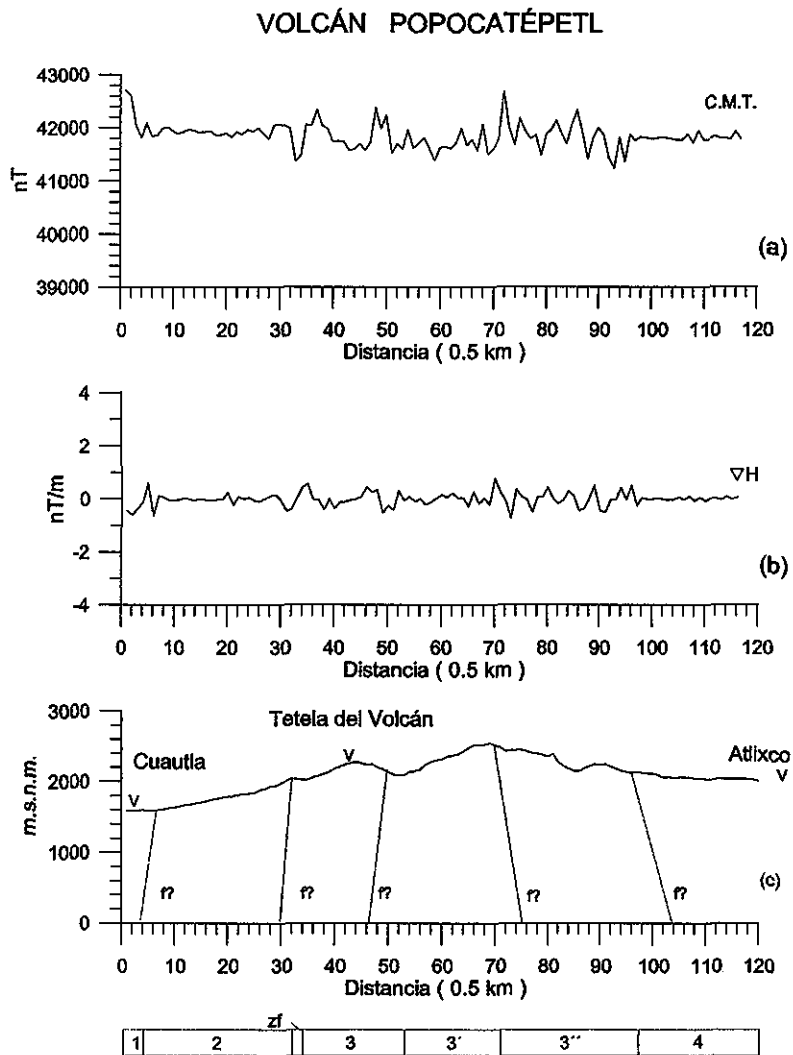 VOLCÁN POPOCATÉPETL
43000
42000
41000
40000
39000
nT
C.M.T.
(a)
0 10 20 30 40 50 60 70 80 90 100 110 120
Distancia ( 0.5 km )
4
2
0
-2
-4
nT/m
▽H
(b)
0 10 20 30 40 50 60 70 80 90 100 110 120
Distancia ( 0.5 km )
3000
2000
1000
0
m.s.n.m.
Tetela del Volcán
v
Cuautla
v
Atlixco
v
f? f? f? f? f?
(c)
0 10 20 30 40 50 60 70 80 90 100 110 120
Distancia ( 0.5 km )
zf
1 2 3 3´ 3´´ 4